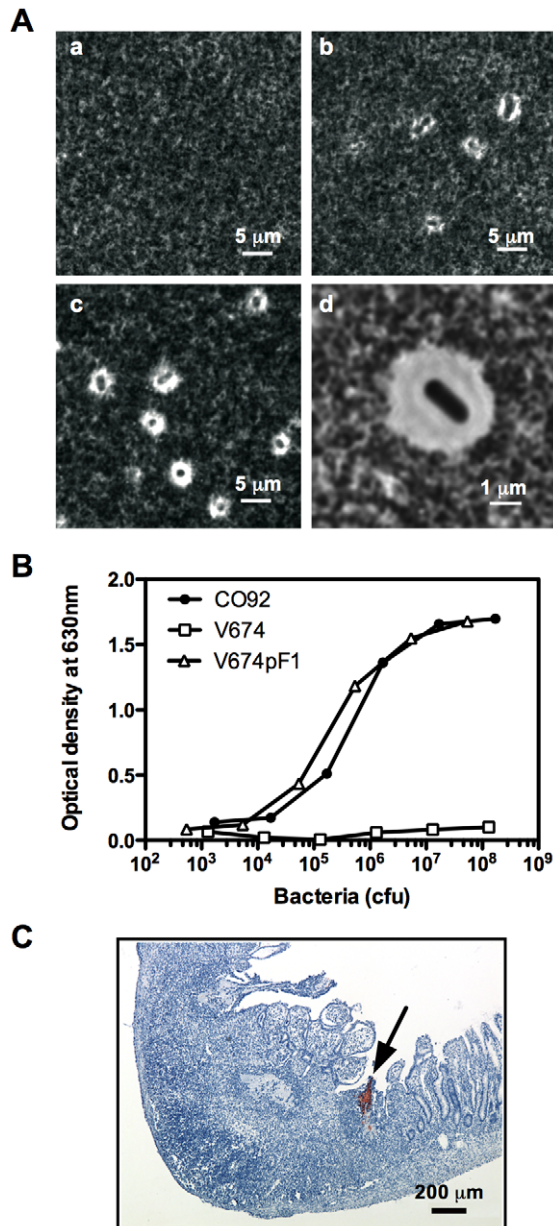 A
a
b
5 μm
5 μm
c
d
5 μm
1 μm
B
2.0
1.5
1.0
0.5
0.0
CO92
V674
V674pF1
Optical density at 630nm
10² 10³ 10⁴ 10⁵ 10⁶ 10⁷ 10⁸ 10⁹
Bacteria (cfu)
C
200 μm